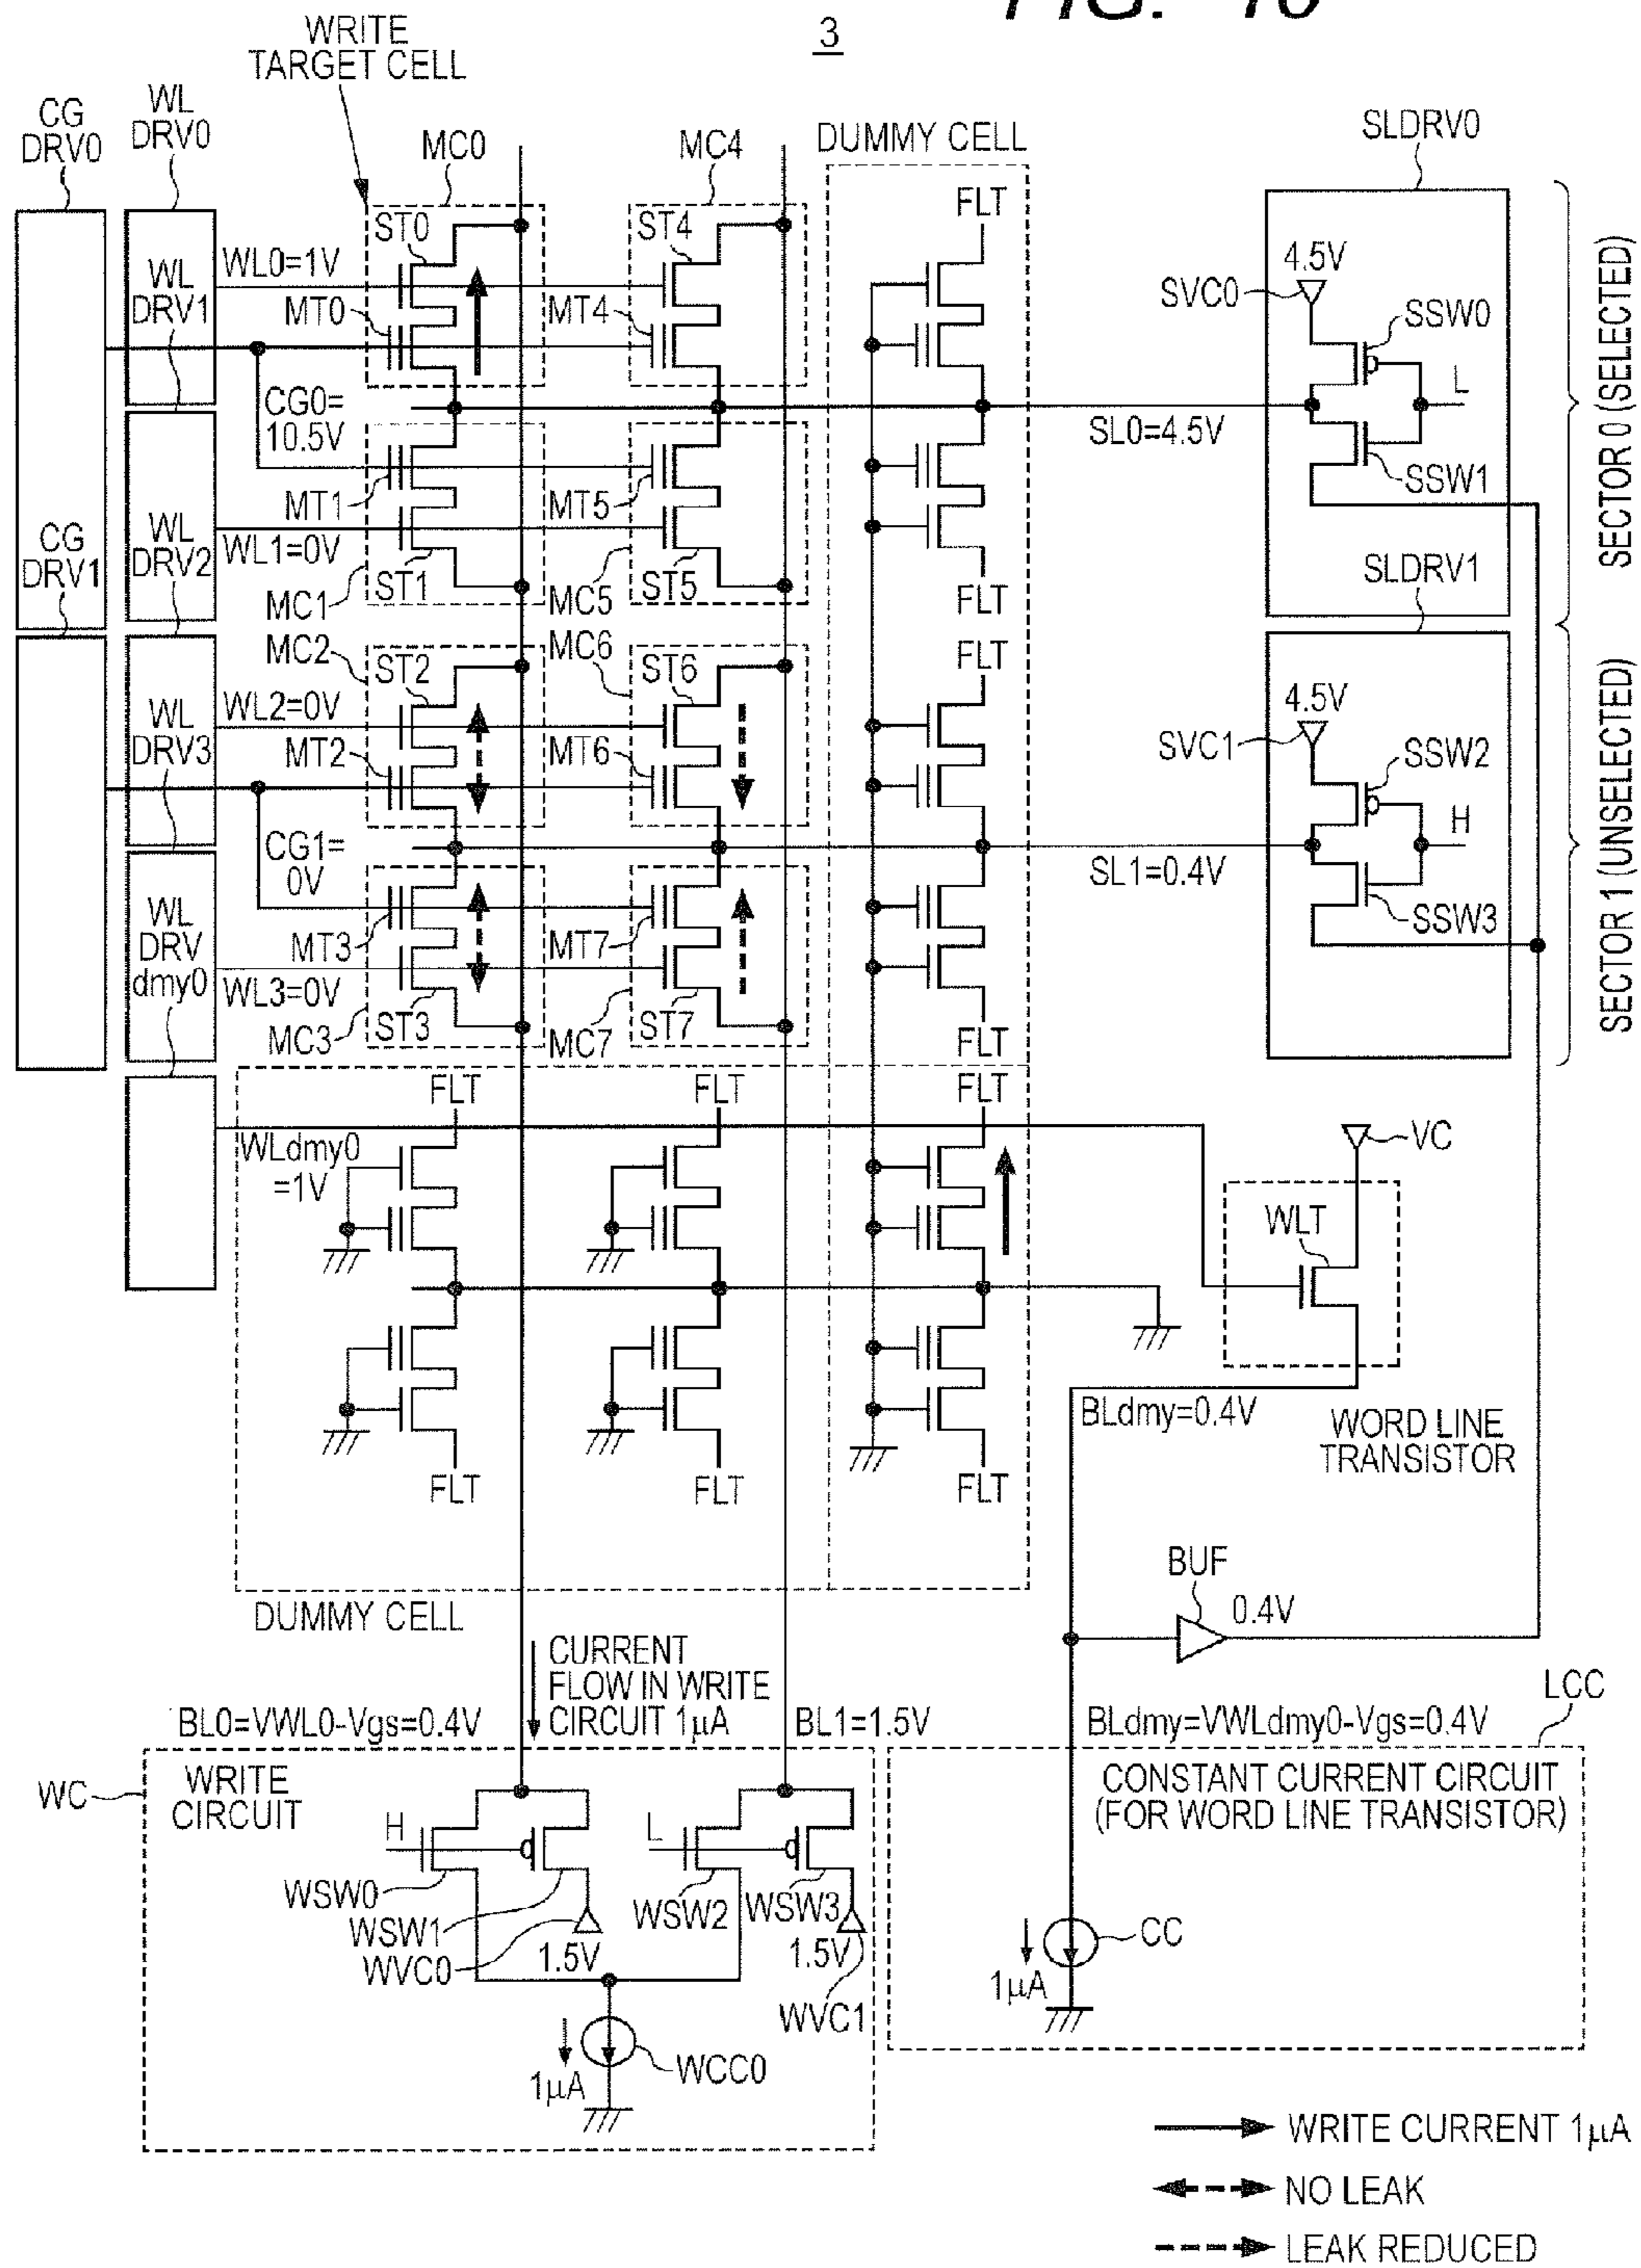 3
WRITE
TARGET CELL
CG
DRV0
WL
DRV0
MC0
MC4
DUMMY CELL
SLDRV0
FLT
ST0
ST4
WL
DRV1
WL0=1V
MT0
MT4
4.5V
SVC0
SSW0
L
SSW1
SECTOR 0 (SELECTED)
CG0=
10.5V
SL0=4.5V
MT1
MT5
CG
DRV1
WL
DRV2
WL1=0V
MC1
ST1
MC5
ST5
FLT
SLDRV1
MC2
ST2
MC6
ST6
FLT
WL
DRV3
WL2=0V
MT2
MT6
4.5V
SVC1
SSW2
H
SSW3
SECTOR 1 (UNSELECTED)
CG1=
0V
SL1=0.4V
WL
DRV
dmy0
MT3
MT7
WL3=0V
MC3
ST3
MC7
ST7
FLT
FLT
FLT
FLT
WLdmy0
=1V
VC
WLT
BLdmy=0.4V
WORD LINE
TRANSISTOR
FLT
FLT
FLT
DUMMY CELL
BUF
0.4V
CURRENT
FLOW IN WRITE
CIRCUIT 1μA
BL0=VWL0-Vgs=0.4V
BL1=1.5V
BLdmy=VWLdmy0-Vgs=0.4V
LCC
WC
WRITE
CIRCUIT
CONSTANT CURRENT CIRCUIT
(FOR WORD LINE TRANSISTOR)
H
L
WSW0
WSW1
WVC0
1.5V
WSW2
WSW3
1.5V
WVC1
CC
1μA
1μA
WCC0
WRITE CURRENT 1μA
NO LEAK
LEAK REDUCED